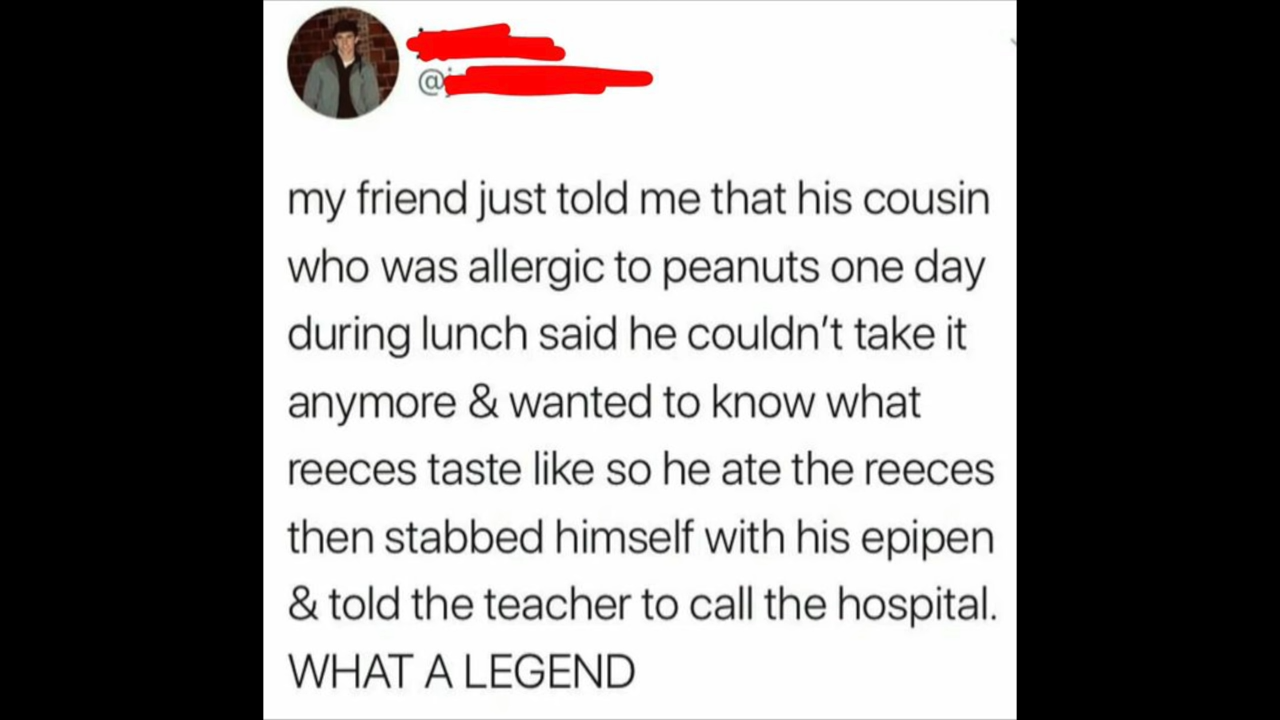 @
my friend just told me that his cousin
who was allergic to peanuts one day
during lunch said he couldn't take it
anymore & wanted to know what
reeces taste like so he ate the reeces
then stabbed himself with his epipen
& told the teacher to call the hospital.
WHAT A LEGEND